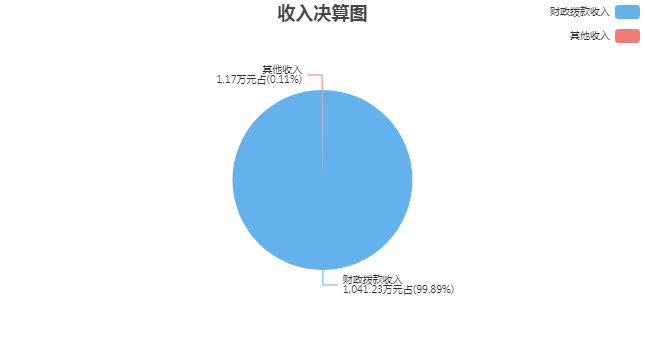 收入决算图
财政拨款收入
其他收入
其他收入
1.17万元占(0.11%)
财政拨款收入
1,041.23万元占(99.89%)